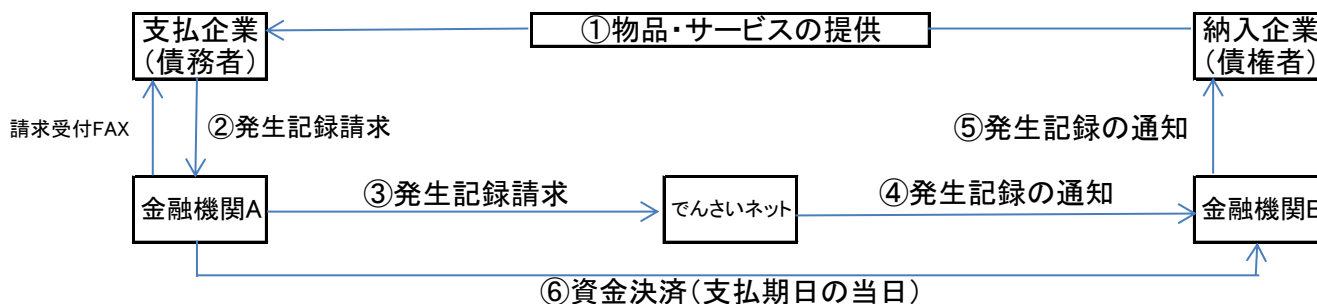 支払企業
(債務者)
①物品・サービスの提供
納入企業
(債権者)
請求受付FAX
②発生記録請求
⑤発生記録の通知
金融機関A
③発生記録請求
でんさいネット
④発生記録の通知
金融機関B
⑥資金決済(支払期日の当日)